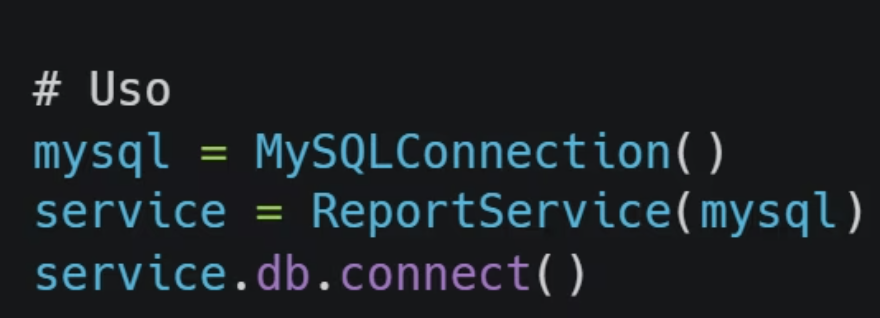 # Uso
mysql = MySQLConnection()
service = ReportService(mysql)
service.db.connect()